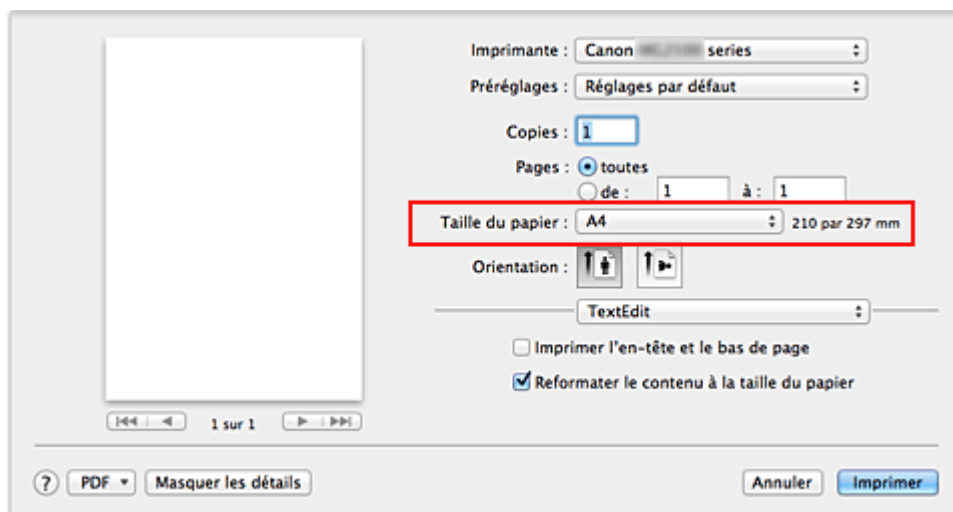 Imprimante : Canon series
Préréglages : Réglages par défaut
Copies : 1
Pages : toutes
de : 1 à : 1
Taille du papier : A4 210 par 297 mm
Orientation :
TextEdit
Imprimer l'en-tête et le bas de page
Reformater le contenu à la taille du papier
1 sur 1
? PDF Masquer les détails Annuler Imprimer